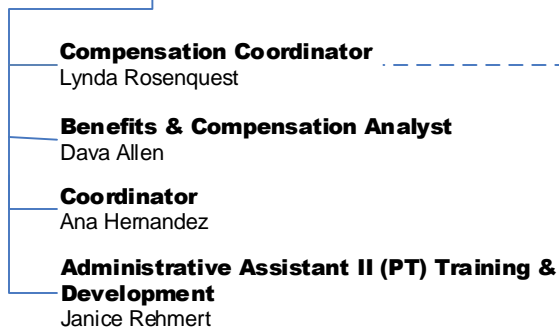 Compensation Coordinator
Lynda Rosenquest
Benefits & Compensation Analyst
Dava Allen
Coordinator
Ana Hernandez
Administrative Assistant II (PT) Training &
Development
Janice Rehmert